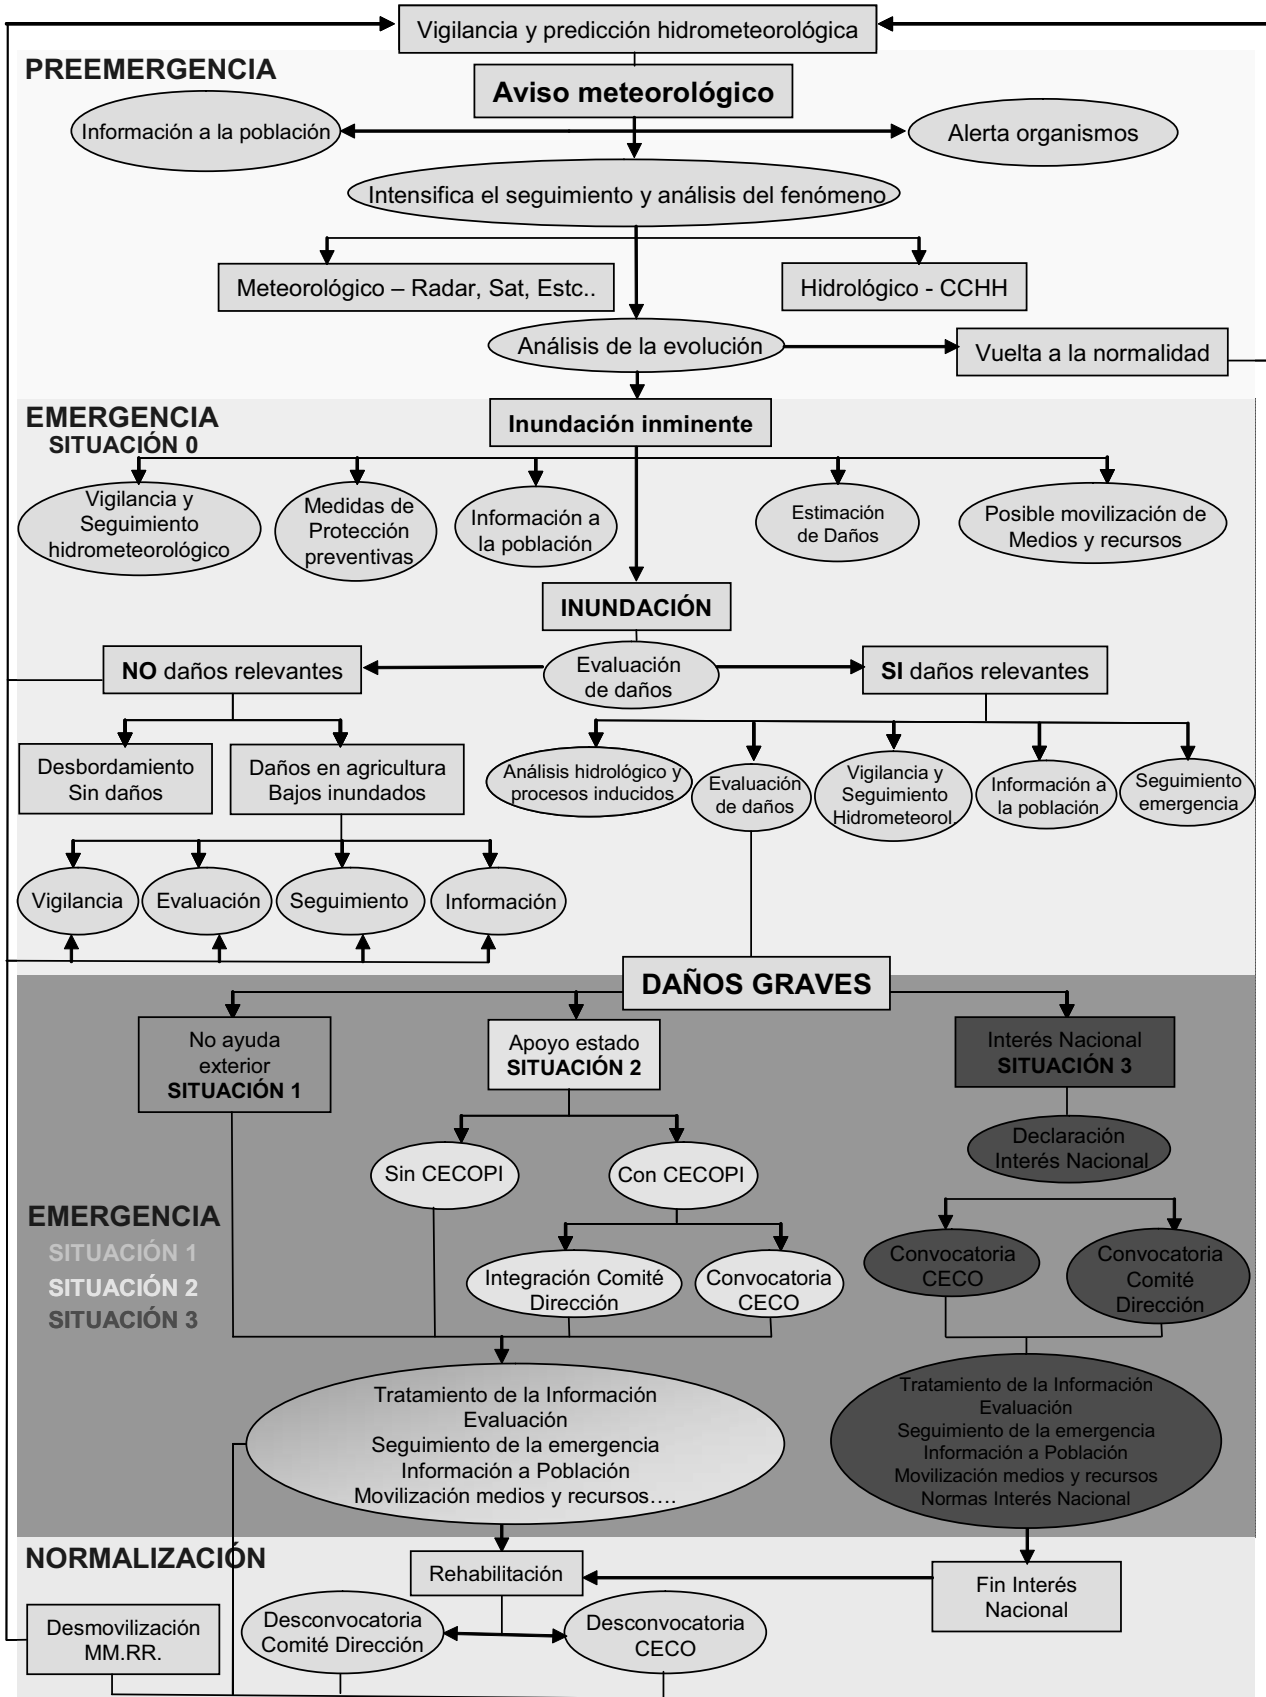 Vigilancia y predicción hidrometeorológica
PREEMERGENCIA
Aviso meteorológico
Información a la población
Alerta organismos
Intensifica el seguimiento y análisis del fenómeno
Meteorológico – Radar, Sat, Estc..
Hidrológico - CCHH
Análisis de la evolución
Vuelta a la normalidad
EMERGENCIA
SITUACIÓN 0
Inundación inminente
Vigilancia y
Seguimiento
hidrometeorológico
Medidas de
Protección
preventivas
Información a
la población
Estimación
de Daños
Posible movilización de
Medios y recursos
INUNDACIÓN
NO daños relevantes
Evaluación
de daños
SI daños relevantes
Desbordamiento
Sin daños
Daños en agricultura
Bajos inundados
Análisis hidrológico y
procesos inducidos
Evaluación
de daños
Vigilancia y
Seguimiento
Hidrometeorol.
Información a
la población
Seguimiento
emergencia
Vigilancia
Evaluación
Seguimiento
Información
DAÑOS GRAVES
No ayuda
exterior
SITUACIÓN 1
Apoyo estado
SITUACIÓN 2
Interés Nacional
SITUACIÓN 3
Sin CECOPI
Con CECOPI
Declaración
Interés Nacional
EMERGENCIA
SITUACIÓN 1
SITUACIÓN 2
SITUACIÓN 3
Integración Comité
Dirección
Convocatoria
CECO
Convocatoria
CECO
Convocatoria
Comité
Dirección
Tratamiento de la Información
Evaluación
Seguimiento de la emergencia
Información a Población
Movilización medios y recursos….
Tratamiento de la Información
Evaluación
Seguimiento de la emergencia
Información a Población
Movilización medios y recursos
Normas Interés Nacional
NORMALIZACIÓN
Rehabilitación
Fin Interés
Nacional
Desmovilización
MM.RR.
Desconvocatoria
Comité Dirección
Desconvocatoria
CECO